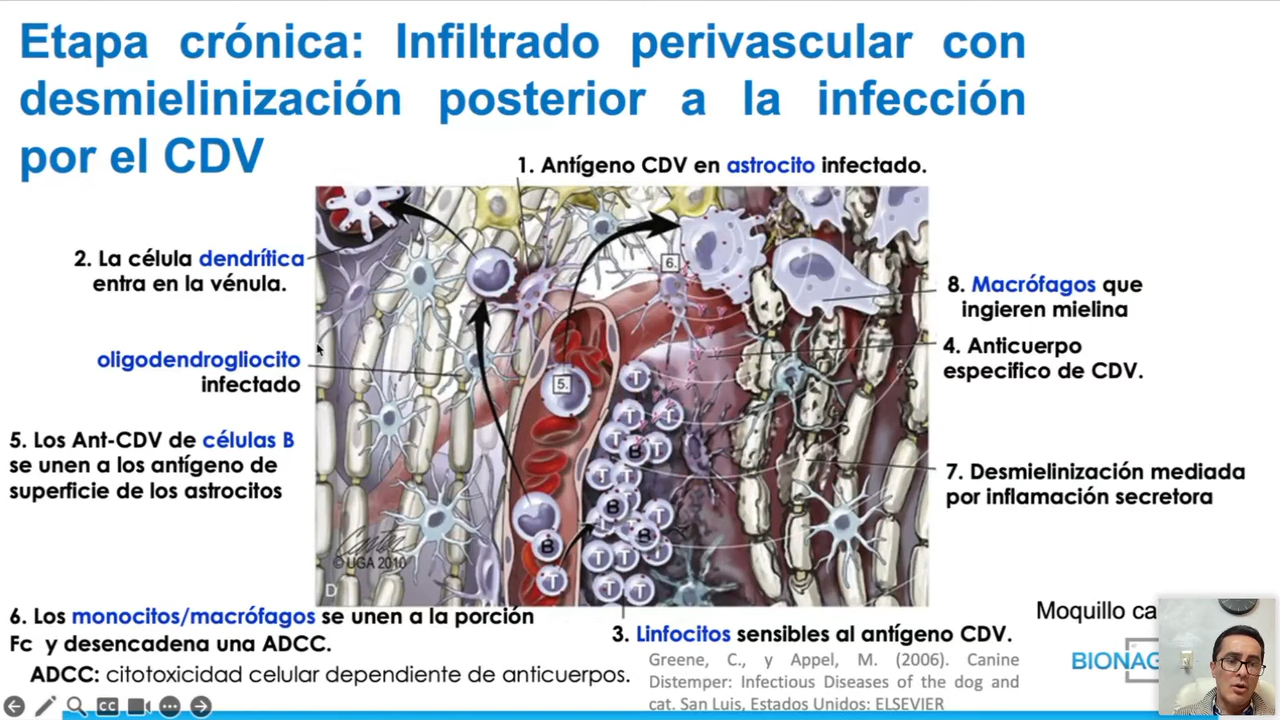 Etapa crónica: Infiltrado perivascular con
desmielinización posterior a la infección
por el CDV
1. Antígeno CDV en astrocito infectado.
2. La célula dendrítica
entra en la vénula.
oligodendrogliocito
infectado
5. Los Ant-CDV de células B
se unen a los antígeno de
superficie de los astrocitos
6.
5.
T
T
T
B
T
T
T
B
T
T
B
T
T
T
T
T
B
T
© UGA 2010
D
8. Macrófagos que
ingieren mielina
4. Anticuerpo
especifico de CDV.
7. Desmielinización mediada
por inflamación secretora
6. Los monocitos/macrófagos se unen a la porción
Fc y desencadena una ADCC.
ADCC: citotoxicidad celular dependiente de anticuerpos.
3. Linfocitos sensibles al antígeno CDV.
Greene, C., y Appel, M. (2006). Canine
Distemper: Infectious Diseases of the dog and
cat. San Luis, Estados Unidos: ELSEVIER
Moquillo ca
BIONAG
CC